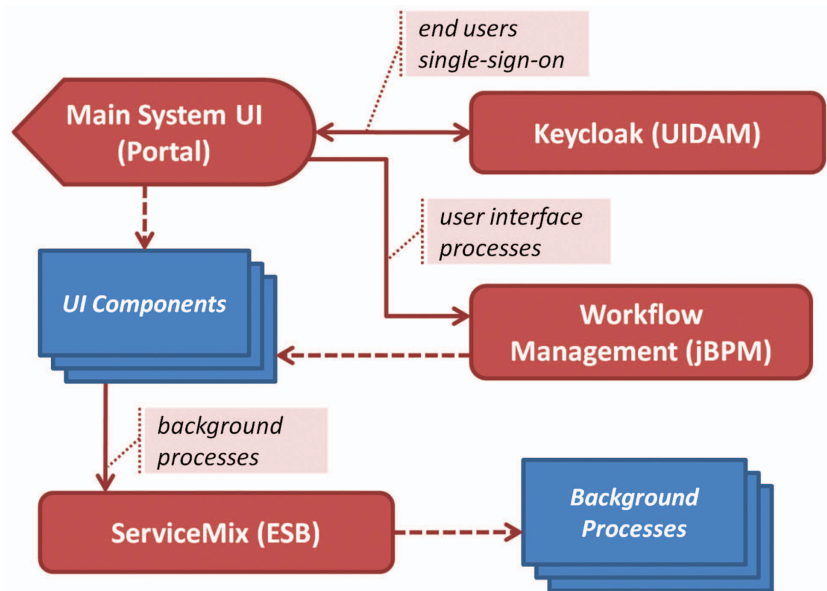 end users
single-sign-on
Main System UI
(Portal)
Keycloak (UIDAM)
user interface
processes
UI Components
Workflow
Management (jBPM)
background
processes
ServiceMix (ESB)
Background
Processes